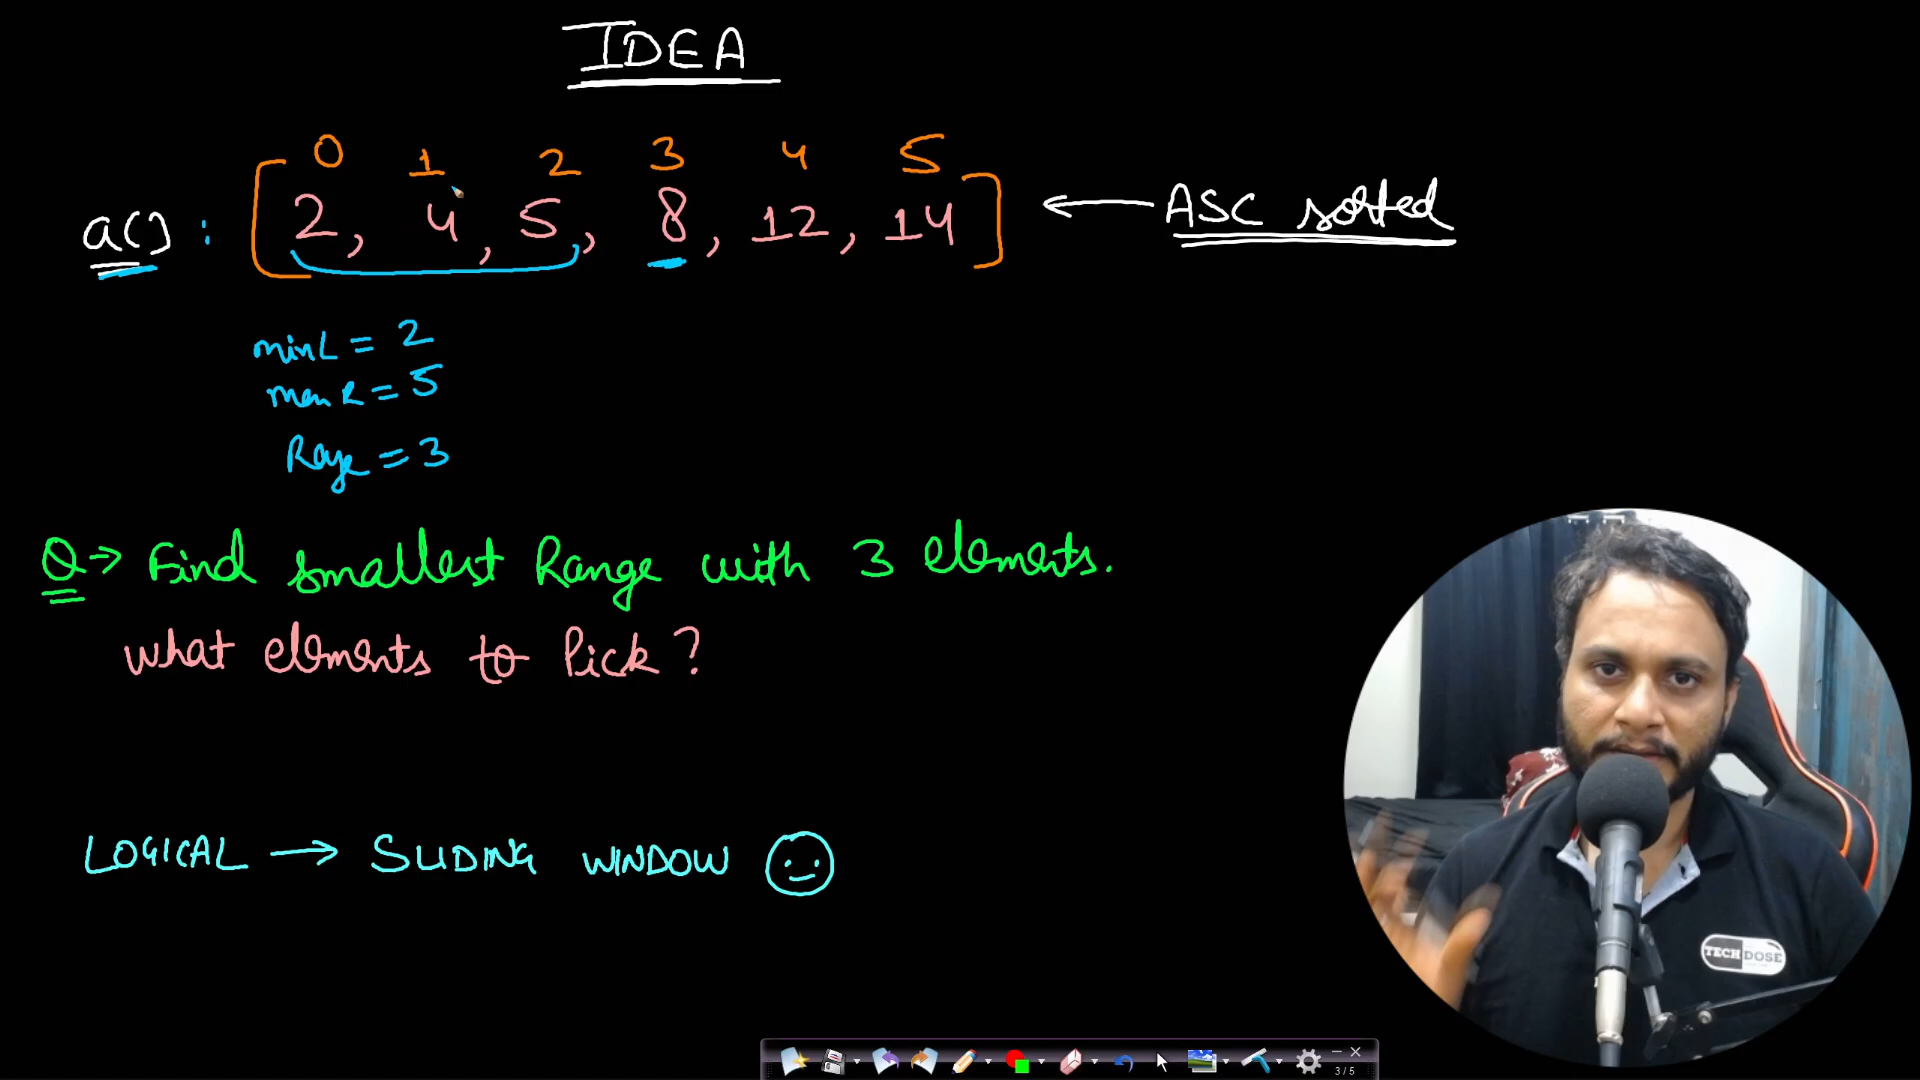 IDEA
0 1 2 3 4 5
a[] : [2, 4, 5, 8, 12, 14] ← ASC sorted
minL = 2
maxR = 5
Range = 3
Q → Find smallest Range with 3 elements.
what elements to Pick?
LOGICAL → SLIDING WINDOW
TECH DOSE
3 / 5